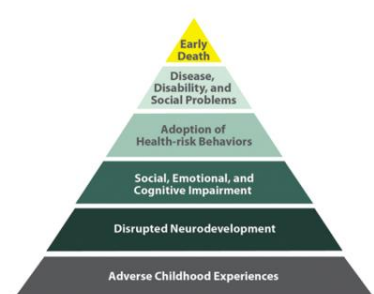 Early
Death
Disease,
Disability, and
Social Problems
Adoption of
Health-risk Behaviors
Social, Emotional, and
Cognitive Impairment
Disrupted Neurodevelopment
Adverse Childhood Experiences